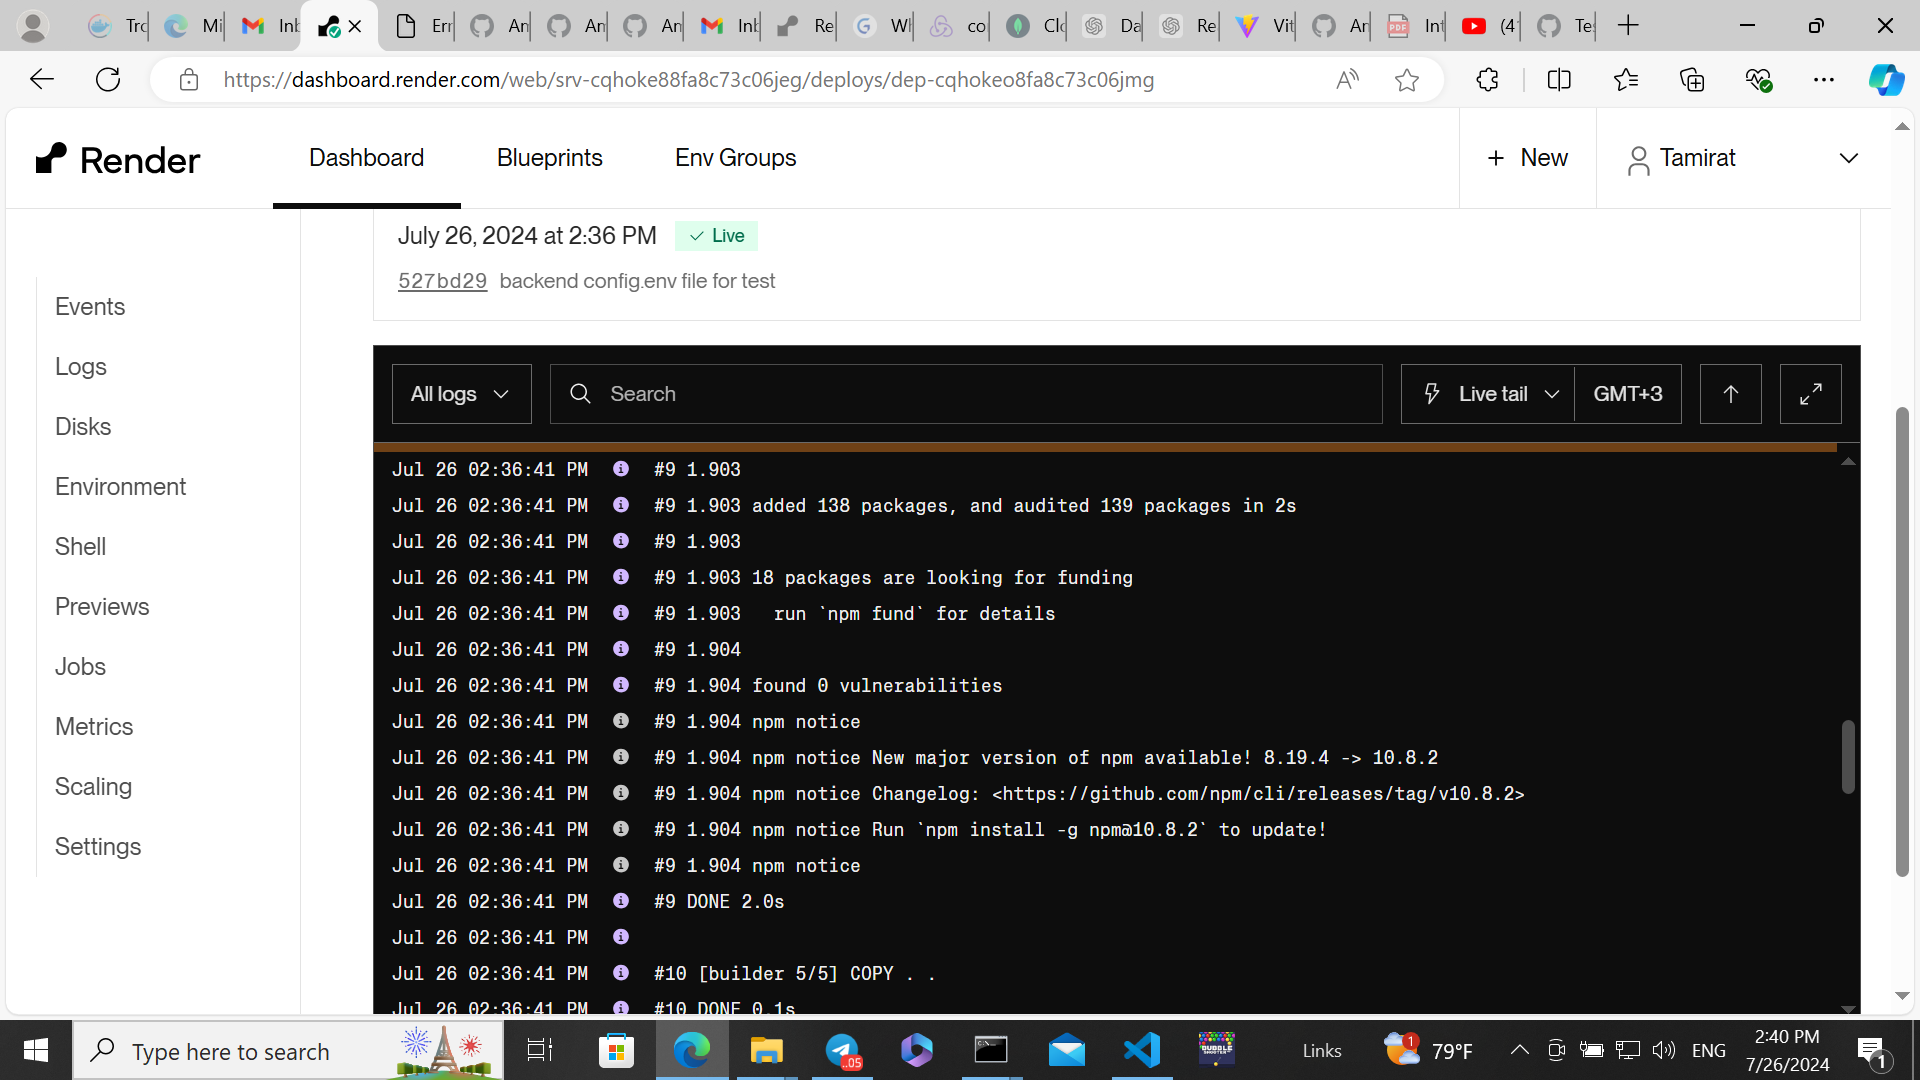 Trc
Mi
Inb
Err
An
An
An
Inb
Re
Wl
co
Clc
Da
Re
Vit
An
Int
(4
Te
https://dashboard.render.com/web/srv-cqhoke88fa8c73c06jeg/deploys/dep-cqhokeo8fa8c73c06jmg
Render
Dashboard
Blueprints
Env Groups
+ New
Tamirat
July 26, 2024 at 2:36 PM
Live
527bd29 backend config.env file for test
Events
Logs
Disks
Environment
Shell
Previews
Jobs
Metrics
Scaling
Settings
All logs
Search
Live tail
GMT+3
Jul 26 02:36:41 PM #9 1.903
Jul 26 02:36:41 PM #9 1.903 added 138 packages, and audited 139 packages in 2s
Jul 26 02:36:41 PM #9 1.903
Jul 26 02:36:41 PM #9 1.903 18 packages are looking for funding
Jul 26 02:36:41 PM #9 1.903   run `npm fund` for details
Jul 26 02:36:41 PM #9 1.904
Jul 26 02:36:41 PM #9 1.904 found 0 vulnerabilities
Jul 26 02:36:41 PM #9 1.904 npm notice
Jul 26 02:36:41 PM #9 1.904 npm notice New major version of npm available! 8.19.4 -> 10.8.2
Jul 26 02:36:41 PM #9 1.904 npm notice Changelog: <https://github.com/npm/cli/releases/tag/v10.8.2>
Jul 26 02:36:41 PM #9 1.904 npm notice Run `npm install -g npm@10.8.2` to update!
Jul 26 02:36:41 PM #9 1.904 npm notice
Jul 26 02:36:41 PM #9 DONE 2.0s
Jul 26 02:36:41 PM
Jul 26 02:36:41 PM #10 [builder 5/5] COPY . .
Jul 26 02:36:41 PM #10 DONE 0.1s
Type here to search
..05
BUBBLE
Links
1
79°F
ENG
2:40 PM
7/26/2024
1